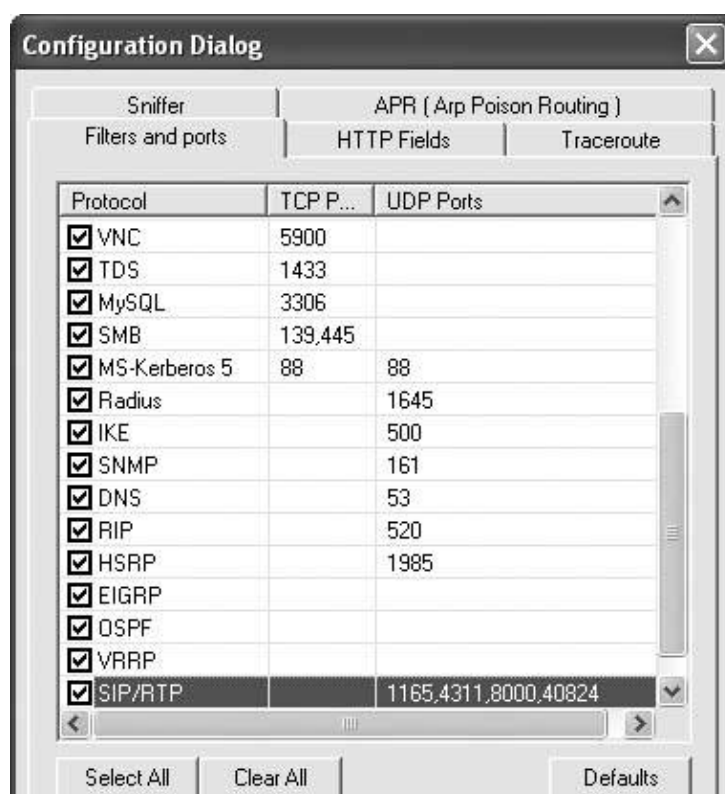 Configuration Dialog
Sniffer APR ( Arp Poison Routing )
Filters and ports HTTP Fields Traceroute
Protocol TCP P... UDP Ports
VNC 5900
TDS 1433
MySQL 3306
SMB 139,445
MS-Kerberos 5 88 88
Radius 1645
IKE 500
SNMP 161
DNS 53
RIP 520
HSRP 1985
EIGRP
OSPF
VRRP
SIP/RTP 1165,4311,8000,40824
Select All Clear All Defaults